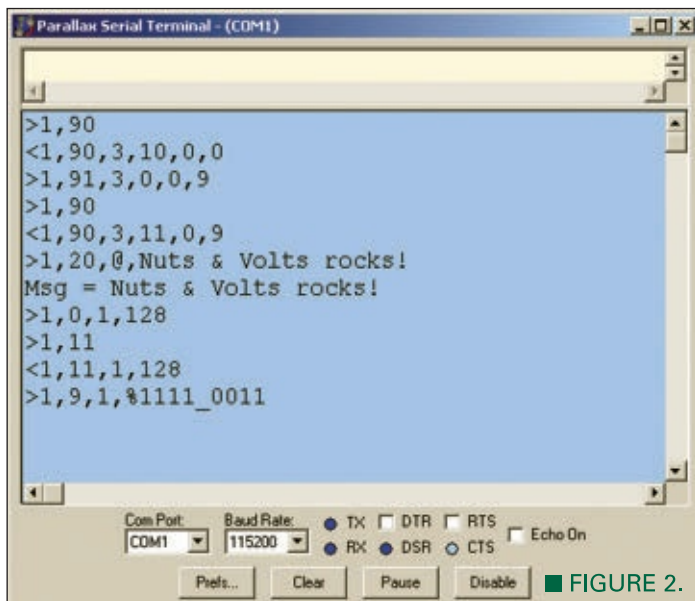 Parallax Serial Terminal - (COM1)
>1,90
<1,90,3,10,0,0
>1,91,3,0,0,9
>1,90
<1,90,3,11,0,9
>1,20,@,Nuts & Volts rocks!
Msg = Nuts & Volts rocks!
>1,0,1,128
>1,11
<1,11,1,128
>1,9,1,%1111_0011
Com Port: Baud Rate: TX DTR RTS
COM1 115200 RX DSR CTS Echo On
Prefs... Clear Pause Disable ■ FIGURE 2.